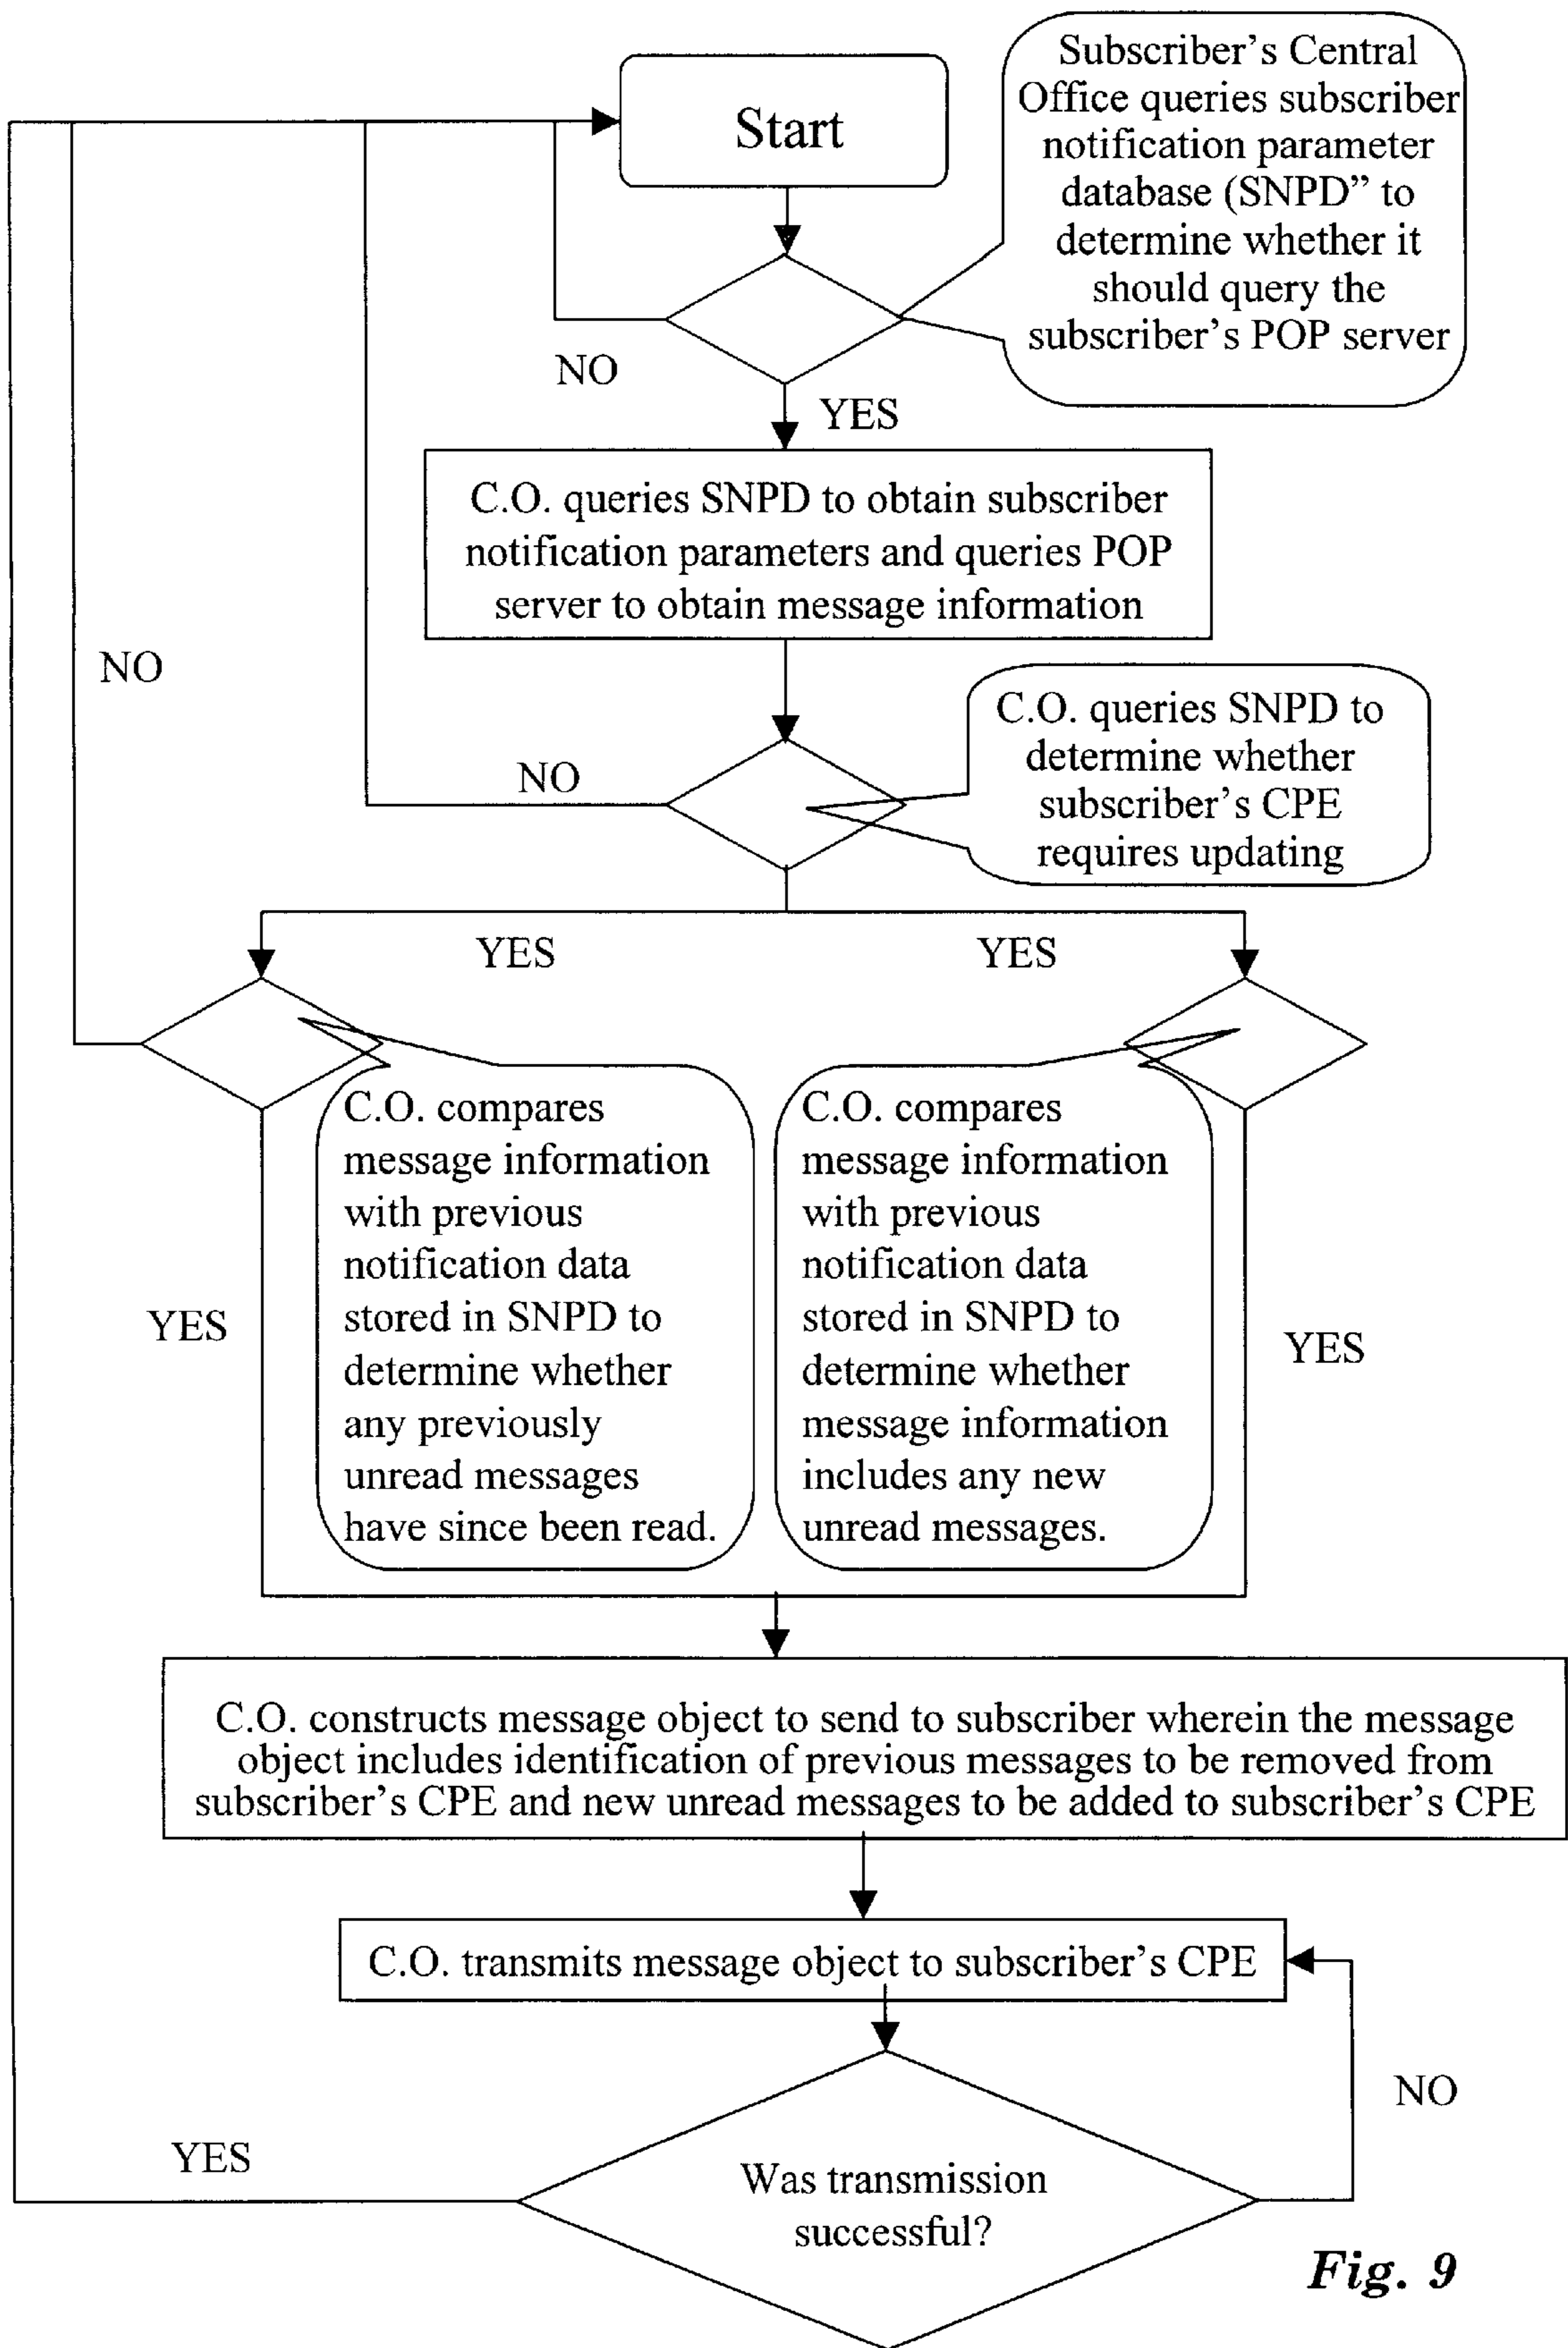 Start
Subscriber's Central
Office queries subscriber
notification parameter
database (SNPD” to
determine whether it
should query the
subscriber's POP server
NO
YES
C.O. queries SNPD to obtain subscriber
notification parameters and queries POP
server to obtain message information
NO
NO
C.O. queries SNPD to
determine whether
subscriber's CPE
requires updating
YES
YES
C.O. compares
message information
with previous
notification data
stored in SNPD to
determine whether
any previously
unread messages
have since been read.
C.O. compares
message information
with previous
notification data
stored in SNPD to
determine whether
message information
includes any new
unread messages.
YES
YES
C.O. constructs message object to send to subscriber wherein the message
object includes identification of previous messages to be removed from
subscriber's CPE and new unread messages to be added to subscriber's CPE
C.O. transmits message object to subscriber's CPE
NO
YES
Was transmission
successful?
Fig. 9